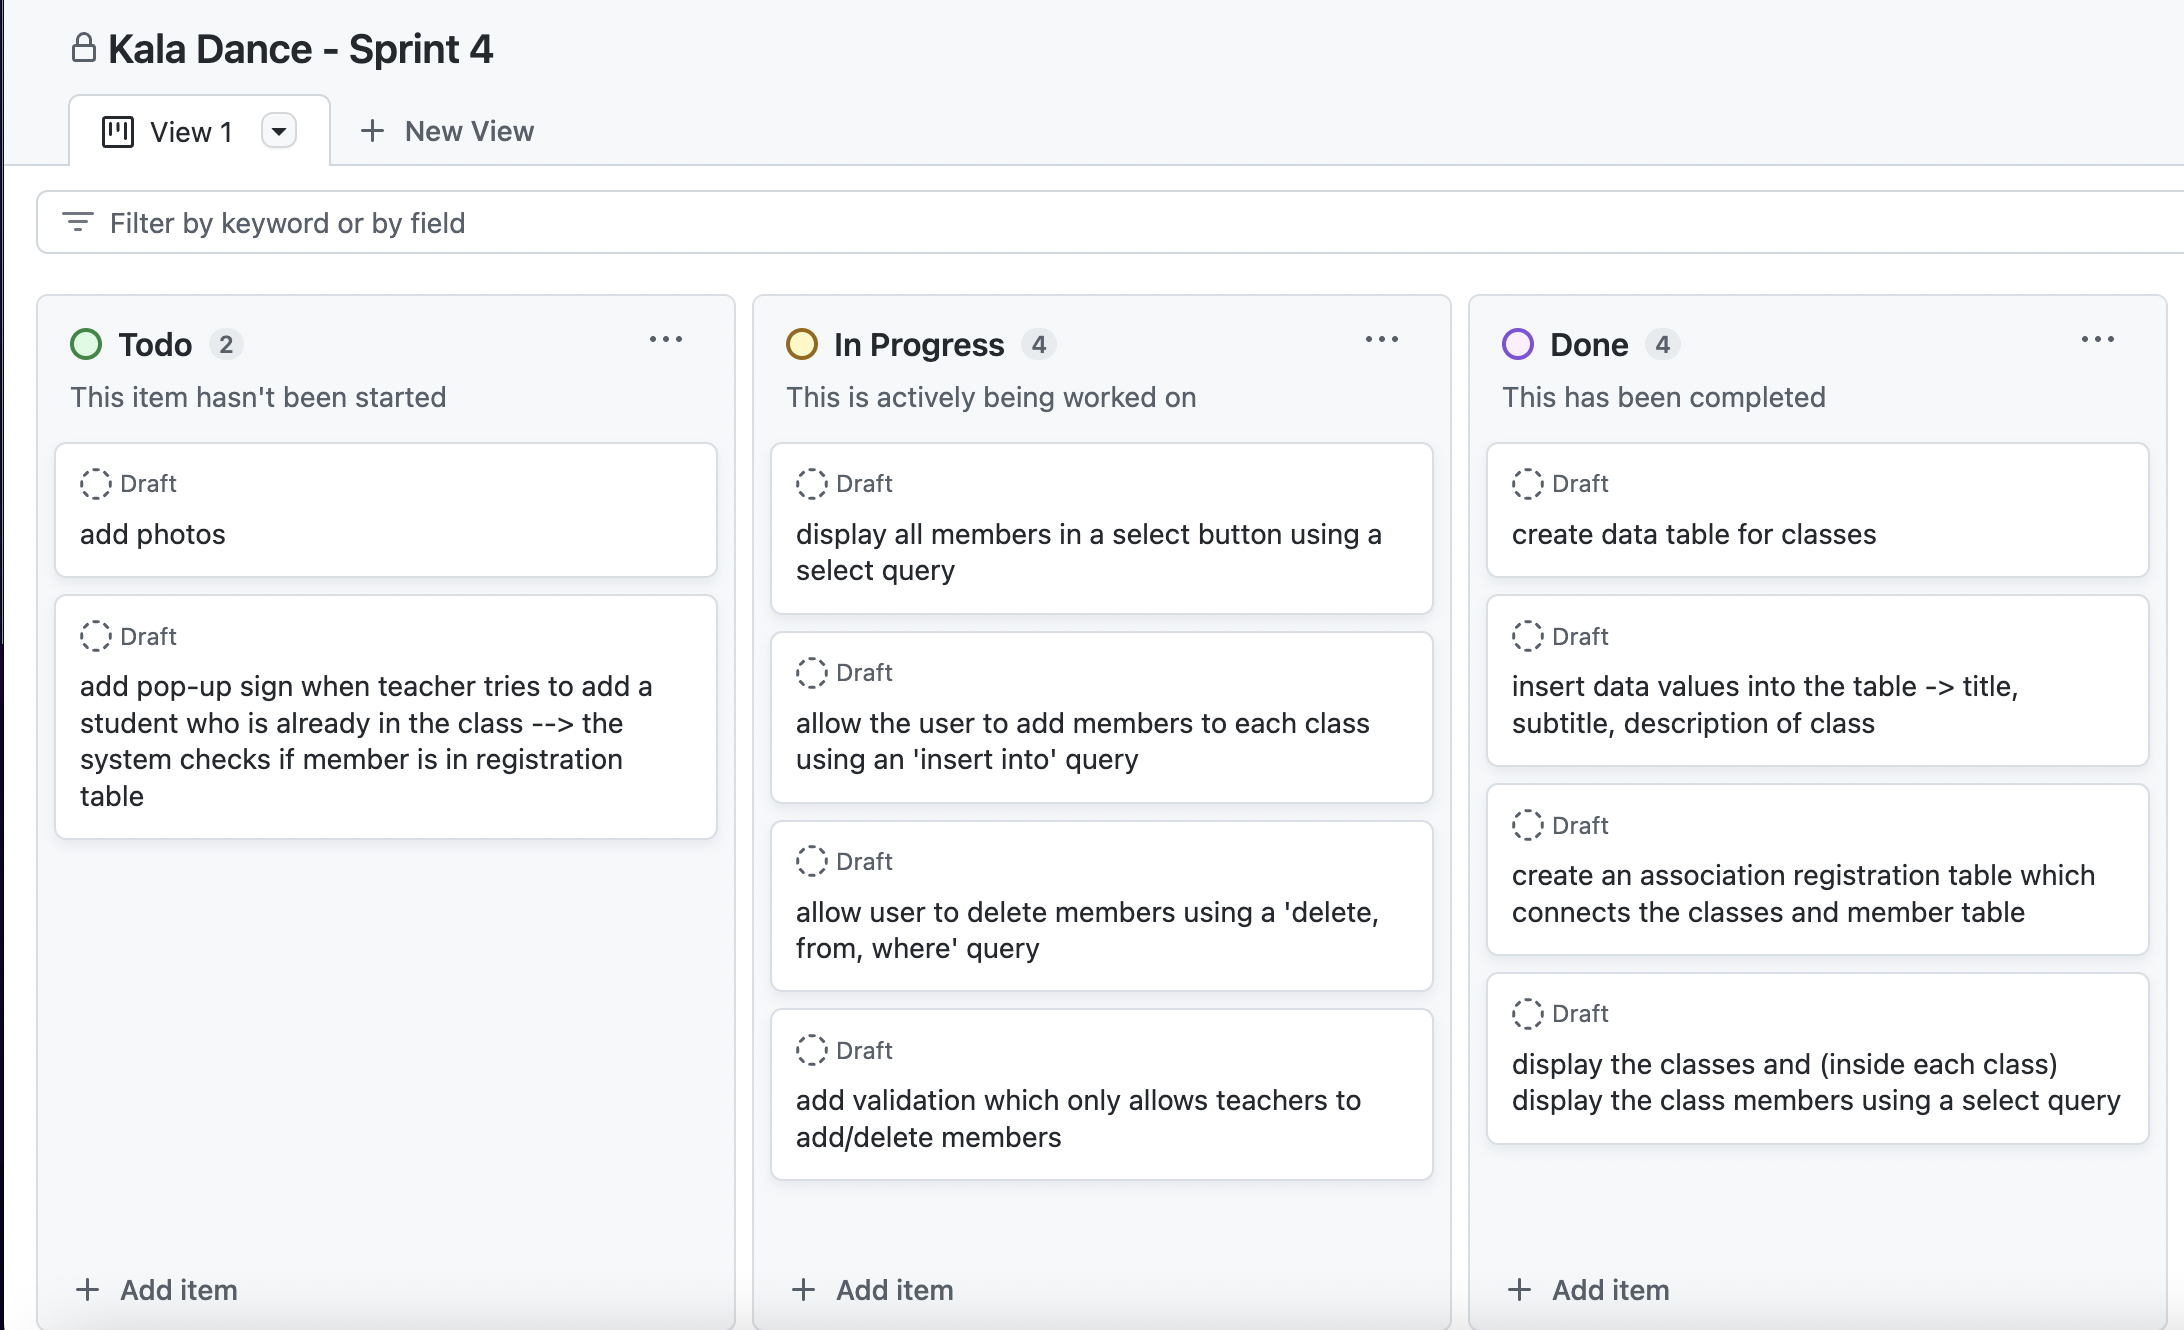 Kala Dance - Sprint 4
View 1
New View
Filter by keyword or by field
Todo 2
This item hasn't been started
Draft
add photos
Draft
add pop-up sign when teacher tries to add a
student who is already in the class --> the
system checks if member is in registration
table
Add item
In Progress 4
This is actively being worked on
Draft
display all members in a select button using a
select query
Draft
allow the user to add members to each class
using an 'insert into' query
Draft
allow user to delete members using a 'delete,
from, where' query
Draft
add validation which only allows teachers to
add/delete members
Add item
Done 4
This has been completed
Draft
create data table for classes
Draft
insert data values into the table -> title,
subtitle, description of class
Draft
create an association registration table which
connects the classes and member table
Draft
display the classes and (inside each class)
display the class members using a select query
Add item